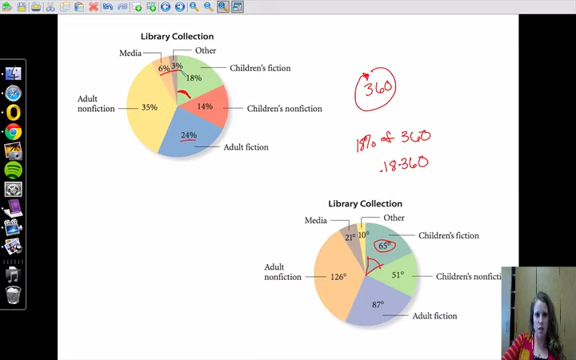 Library Collection
Other
Media
3%
6%
Children's fiction
18%
Adult
nonfiction
35%
14%
Children's nonfiction
24%
Adult fiction
360
18% of 360
.18·360
Library Collection
Other
Media
10°
21°
Children's fiction
65°
Adult
nonfiction
126°
51°
Children's nonficti
87°
Adult fiction